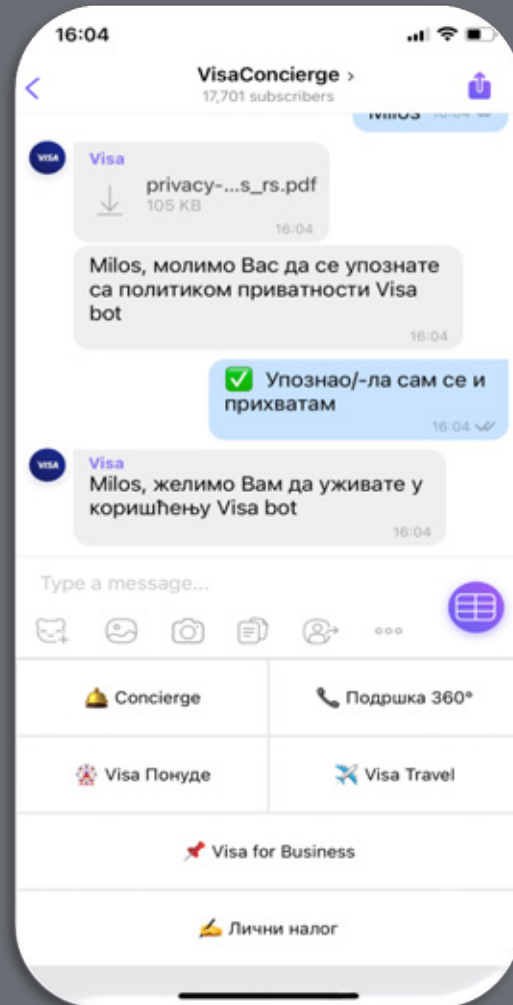 16:04
VisaConcierge >
17,701 subscribers
Milos 16:04
VISA
Visa
privacy-...s_rs.pdf
105 KB
16:04
Milos, молимо Вас да се упознате
са политиком приватности Visa
bot
16:04
✅ Упознао/-ла сам се и
прихватам
16:04
VISA
Visa
Milos, желимо Вам да уживате у
коришћењу Visa bot
16:04
Type a message...
Concierge
Подршка 360°
Visa Понуде
Visa Travel
Visa for Business
Лични налог